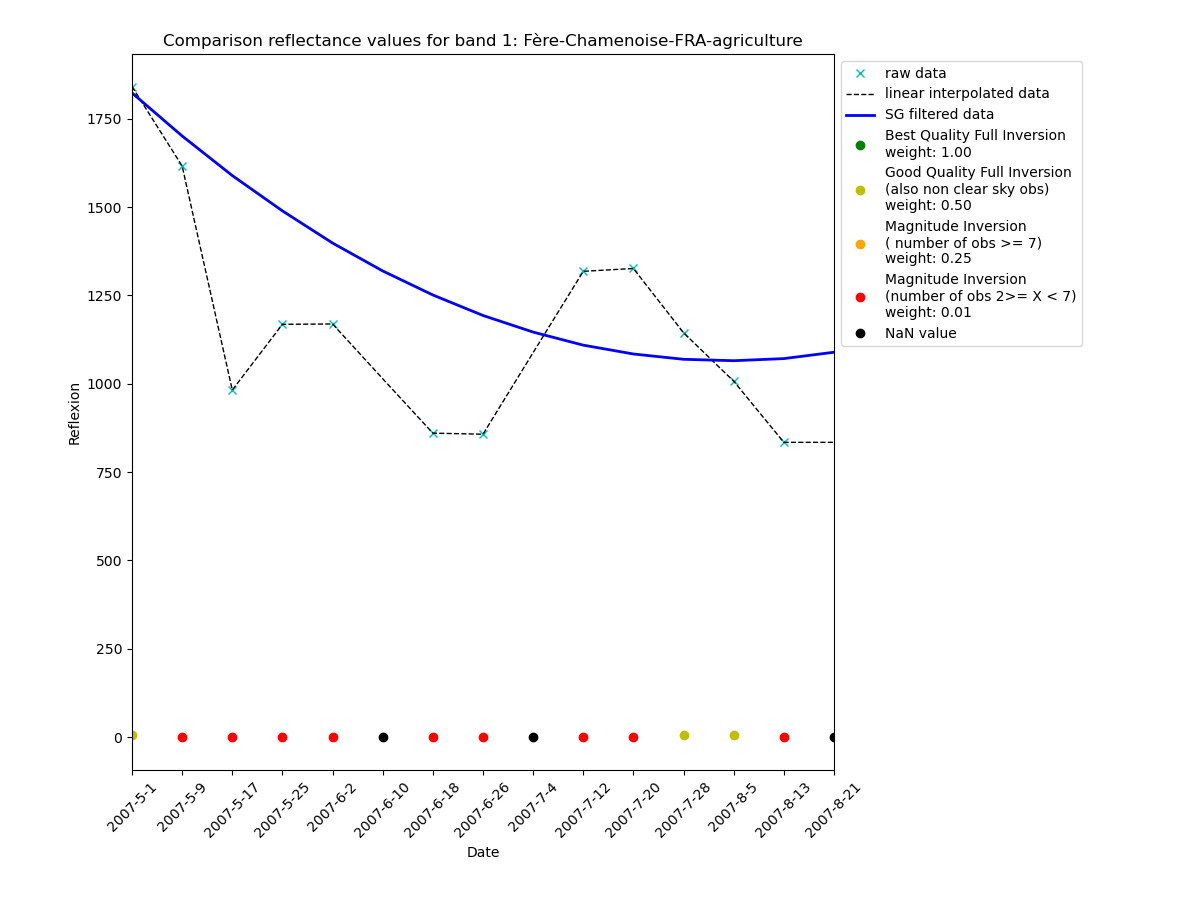 Comparison reflectance values for band 1: Fère-Chamenoise-FRA-agriculture
raw data
linear interpolated data
SG filtered data
Best Quality Full Inversion
weight: 1.00
Good Quality Full Inversion
(also non clear sky obs)
weight: 0.50
Magnitude Inversion
( number of obs >= 7)
weight: 0.25
Magnitude Inversion
(number of obs 2>= X < 7)
weight: 0.01
NaN value
Reflexion
1750
1500
1250
1000
750
500
250
0
2007-5-1
2007-5-9
2007-5-17
2007-5-25
2007-6-2
2007-6-10
2007-6-18
2007-6-26
2007-7-4
2007-7-12
2007-7-20
2007-7-28
2007-8-5
2007-8-13
2007-8-21
Date